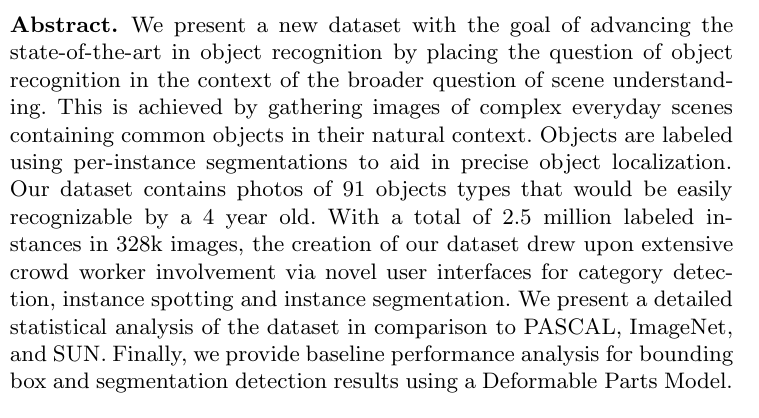 Abstract. We present a new dataset with the goal of advancing the
state-of-the-art in object recognition by placing the question of object
recognition in the context of the broader question of scene understand-
ing. This is achieved by gathering images of complex everyday scenes
containing common objects in their natural context. Objects are labeled
using per-instance segmentations to aid in precise object localization.
Our dataset contains photos of 91 objects types that would be easily
recognizable by a 4 year old. With a total of 2.5 million labeled in-
stances in 328k images, the creation of our dataset drew upon extensive
crowd worker involvement via novel user interfaces for category detec-
tion, instance spotting and instance segmentation. We present a detailed
statistical analysis of the dataset in comparison to PASCAL, ImageNet,
and SUN. Finally, we provide baseline performance analysis for bounding
box and segmentation detection results using a Deformable Parts Model.